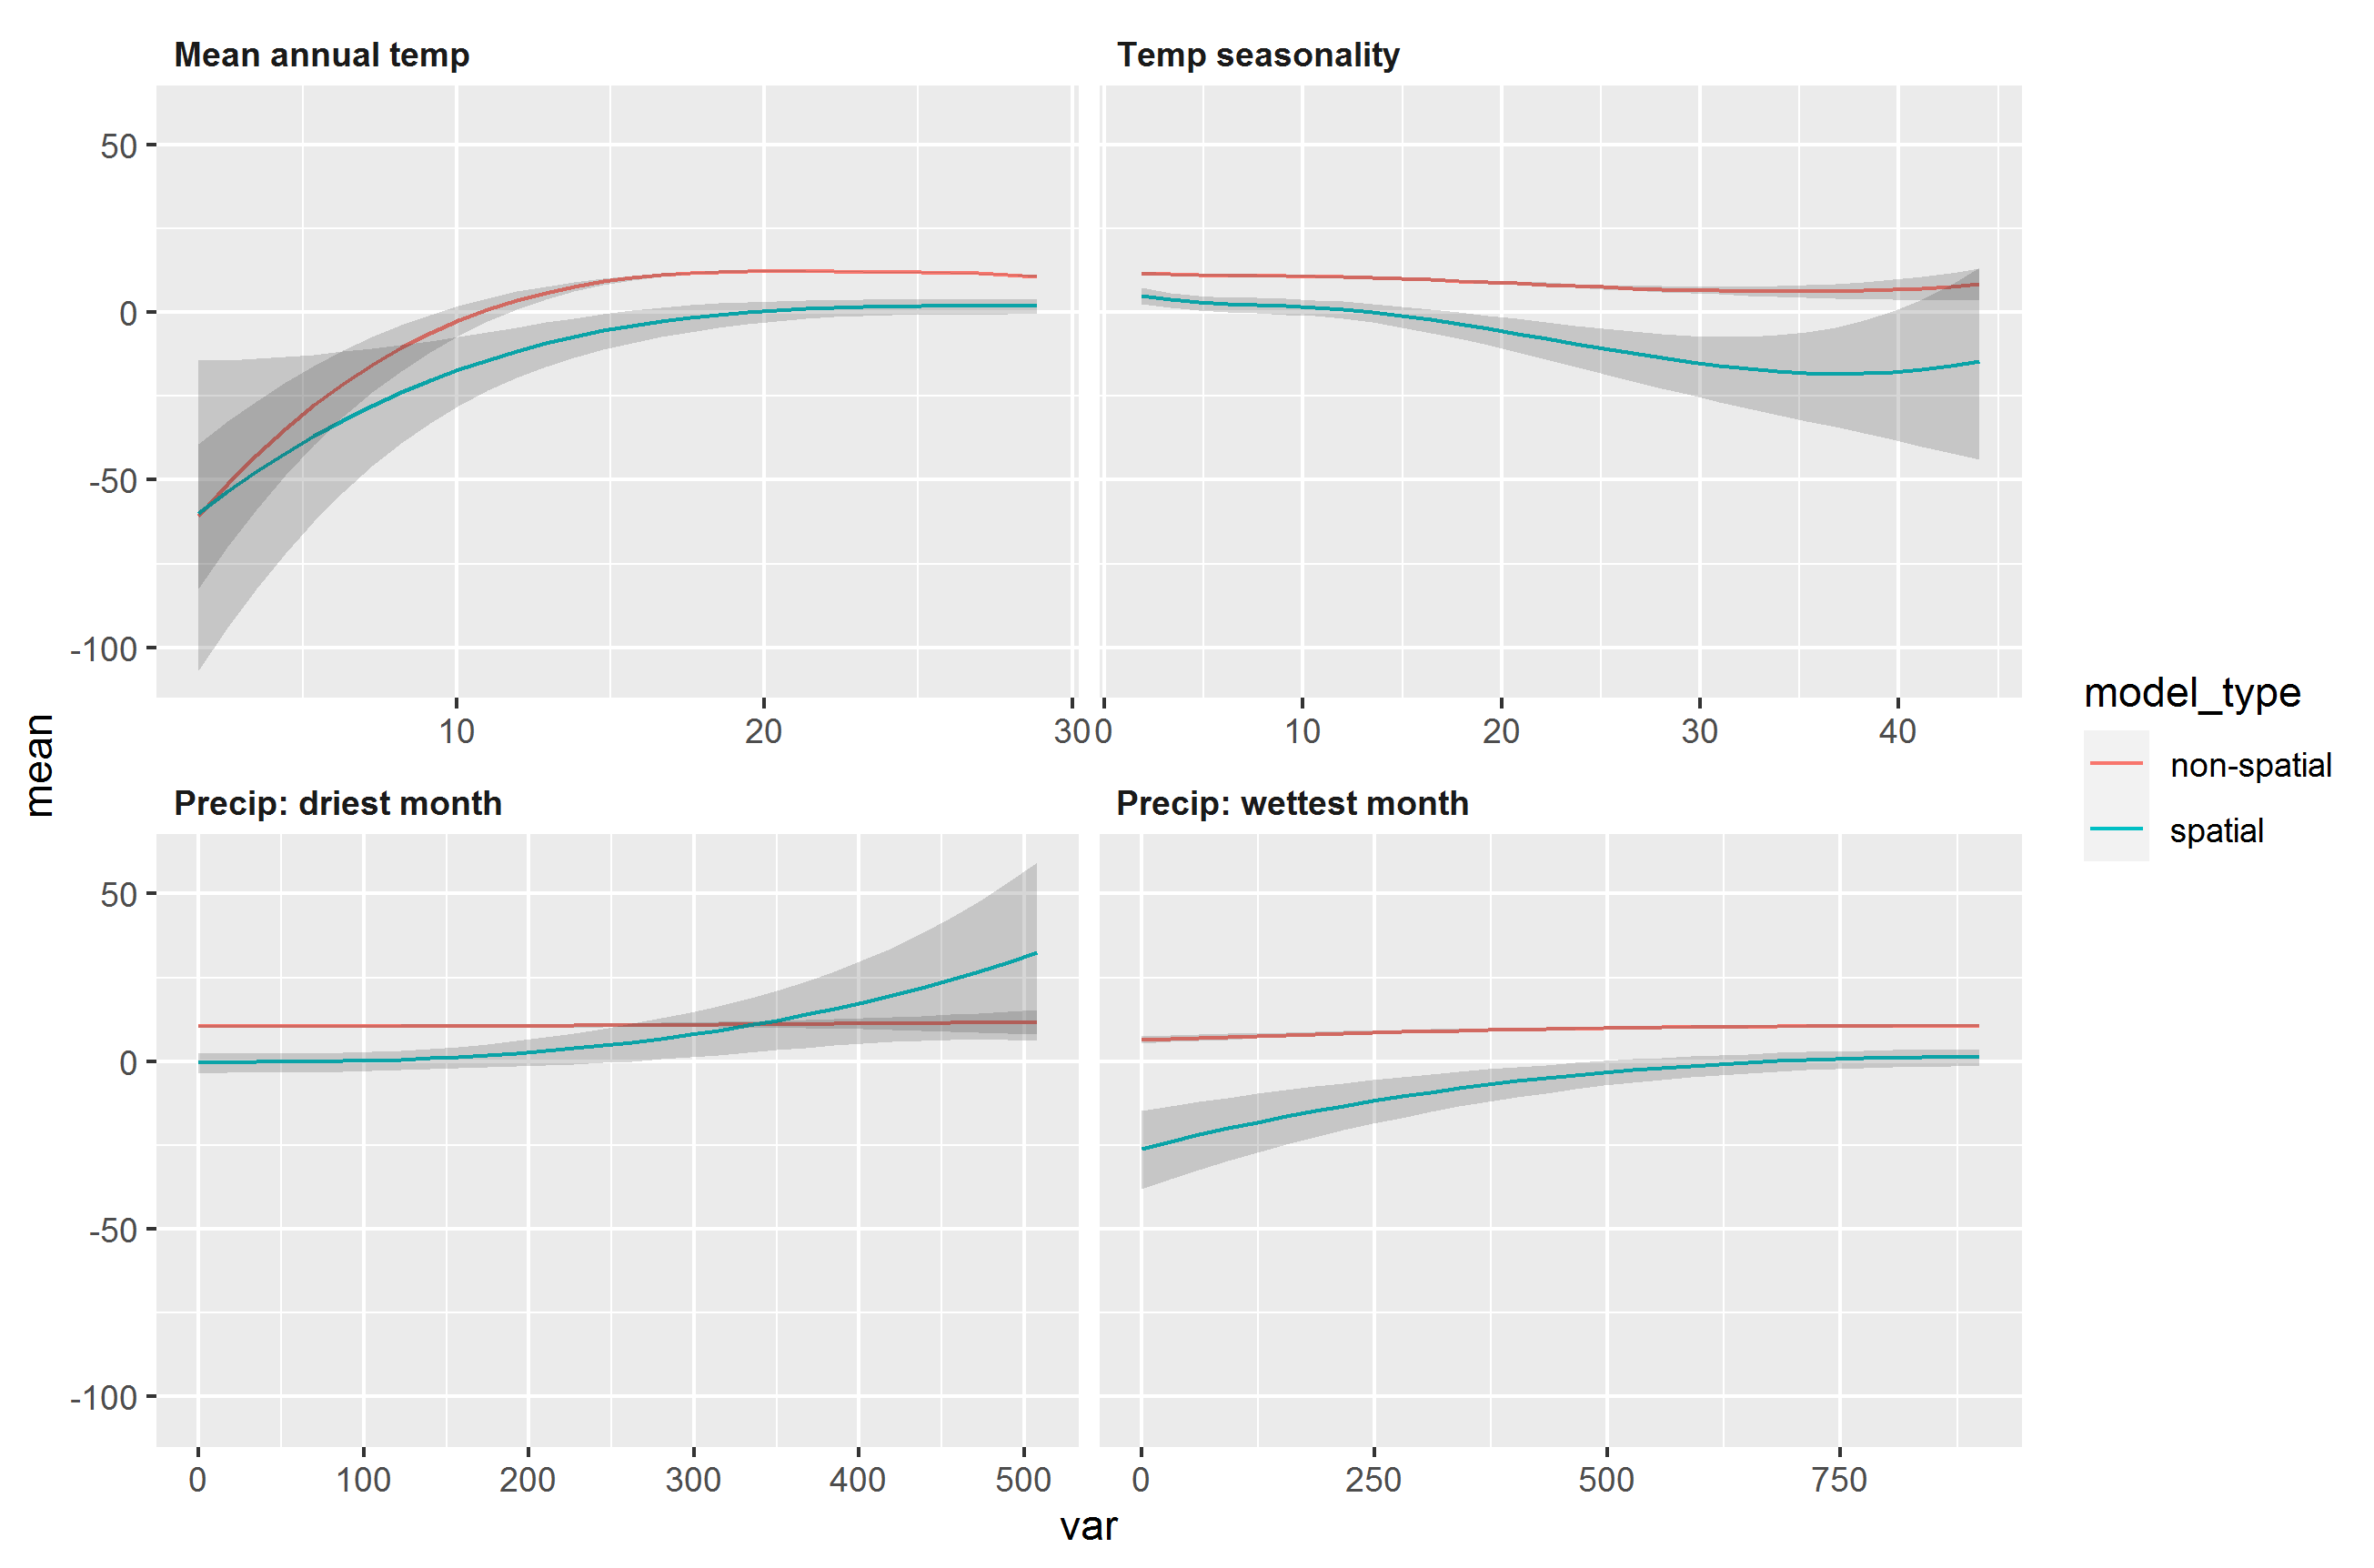 Mean annual temp
Temp seasonality
50
0
-50
-100
10
20
30
0
10
20
30
40
mean
Precip: driest month
Precip: wettest month
50
0
-50
-100
0
100
200
300
400
500
0
250
500
750
var
model_type
non-spatial
spatial